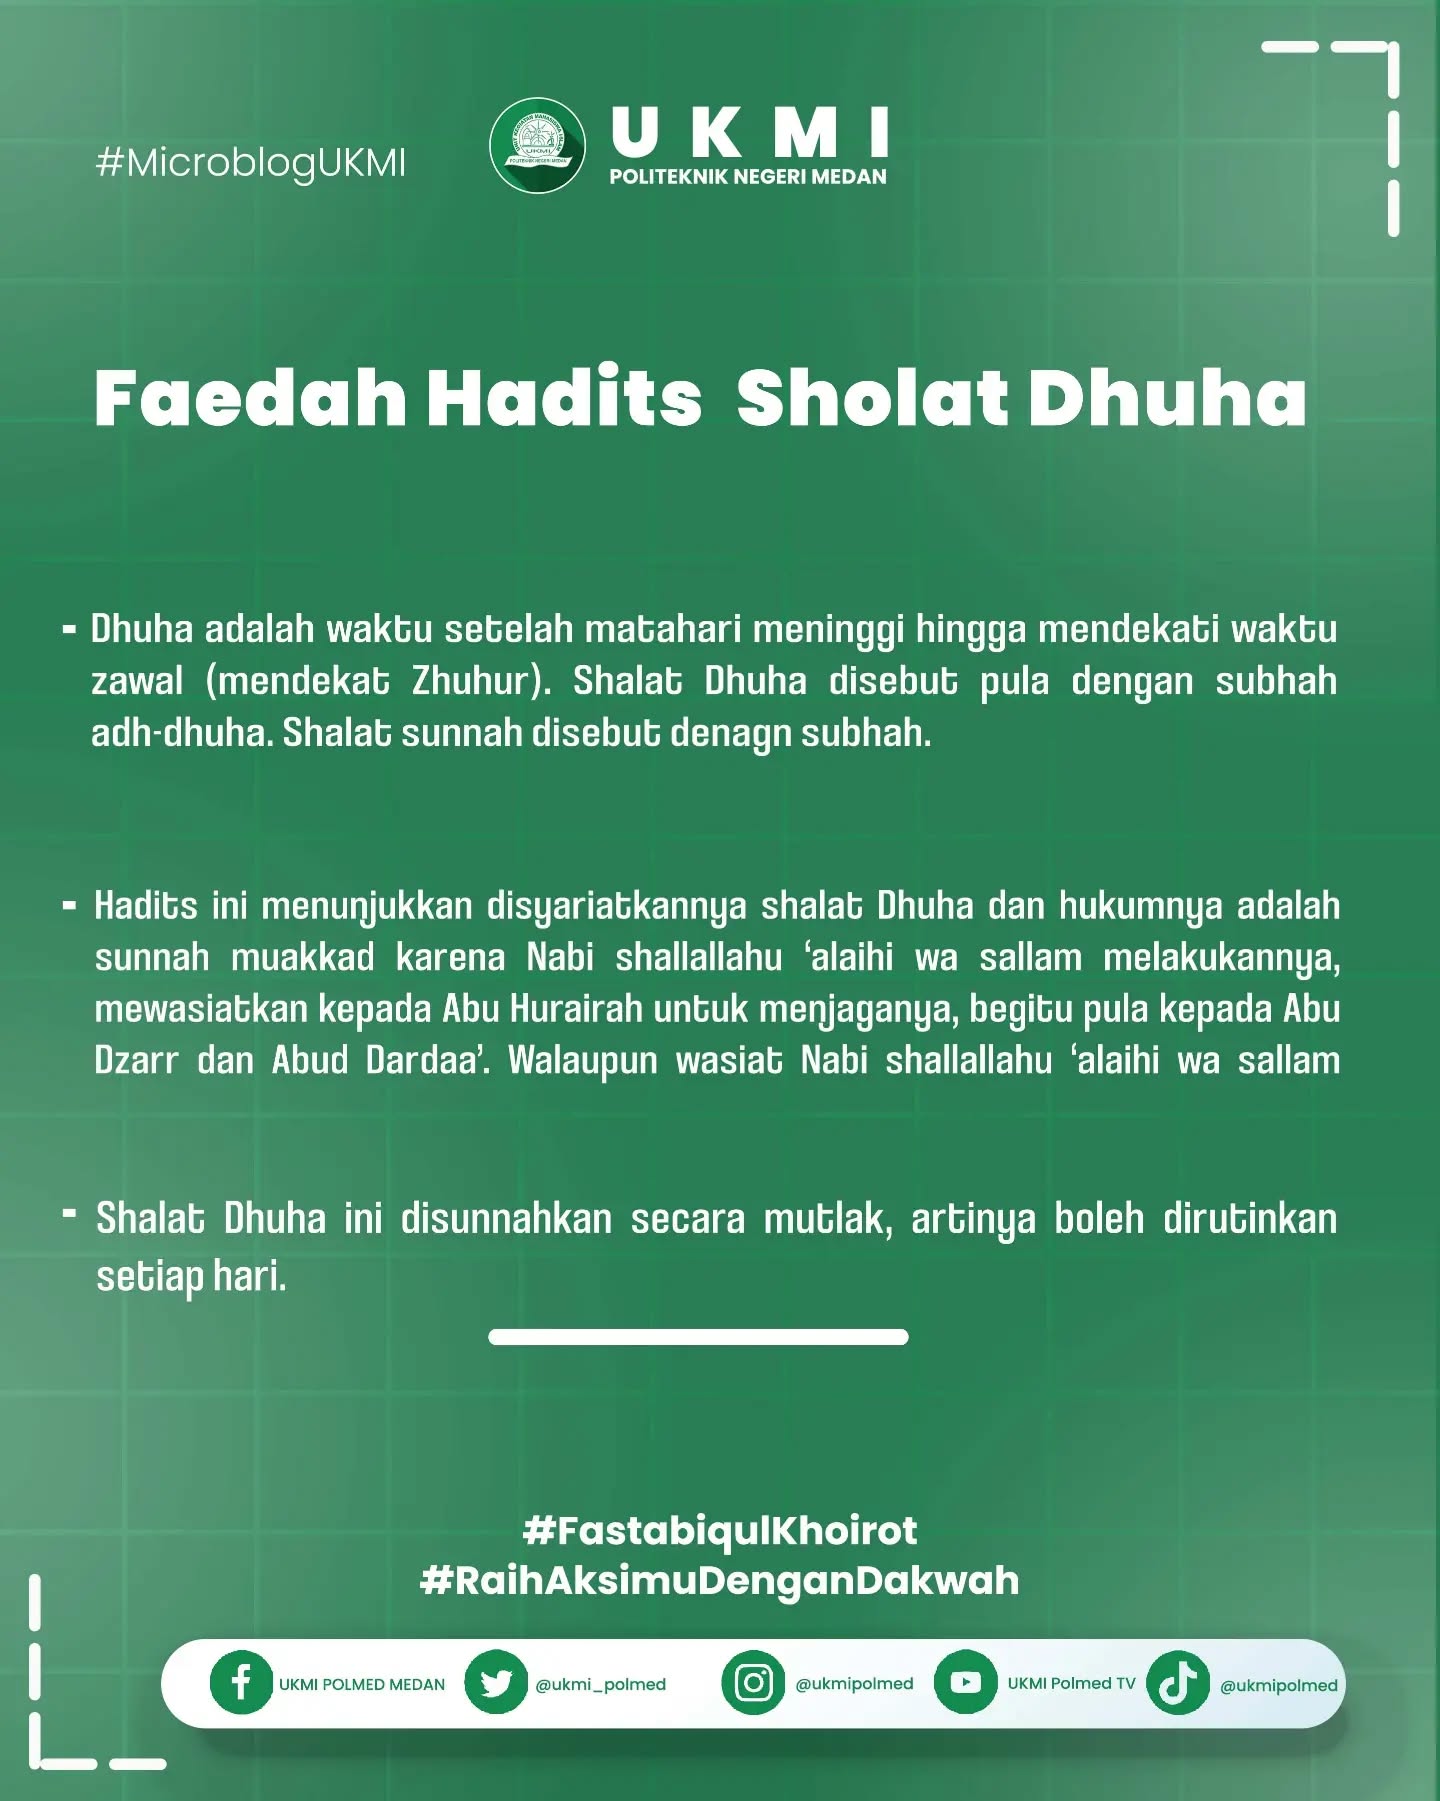 #MicroblogUKMI
UKMI
POLITEKNIK NEGERI MEDAN
UKMI
POLITEKNIK NEGERI MEDAN
Faedah Hadits Sholat Dhuha
- Dhuha adalah waktu setelah matahari meninggi hingga mendekati waktu
zawal (mendekat Zhuhur). Shalat Dhuha disebut pula dengan subhah
adh-dhuha. Shalat sunnah disebut denagn subhah.
- Hadits ini menunjukkan disyariatkannya shalat Dhuha dan hukumnya adalah
sunnah muakkad karena Nabi shallallahu ‘alaihi wa sallam melakukannya,
mewasiatkan kepada Abu Hurairah untuk menjaganya, begitu pula kepada Abu
Dzarr dan Abud Dardaa’. Walaupun wasiat Nabi shallallahu ‘alaihi wa sallam
- Shalat Dhuha ini disunnahkan secara mutlak, artinya boleh dirutinkan
setiap hari.
#FastabiqulKhoirot
#RaihAksimuDenganDakwah
UKMI POLMED MEDAN @ukmi_polmed @ukmipolmed UKMI Polmed TV @ukmipolmed